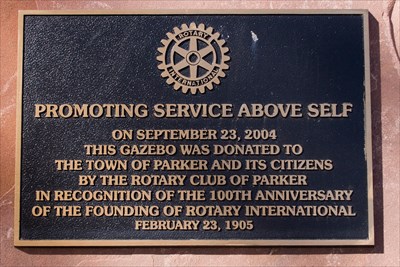 ROTARY
INTERNATIONAL
PROMOTING SERVICE ABOVE SELF
ON SEPTEMBER 23, 2004
THIS GAZEBO WAS DONATED TO
THE TOWN OF PARKER AND ITS CITIZENS
BY THE ROTARY CLUB OF PARKER
IN RECOGNITION OF THE 100TH ANNIVERSARY
OF THE FOUNDING OF ROTARY INTERNATIONAL
FEBRUARY 23, 1905